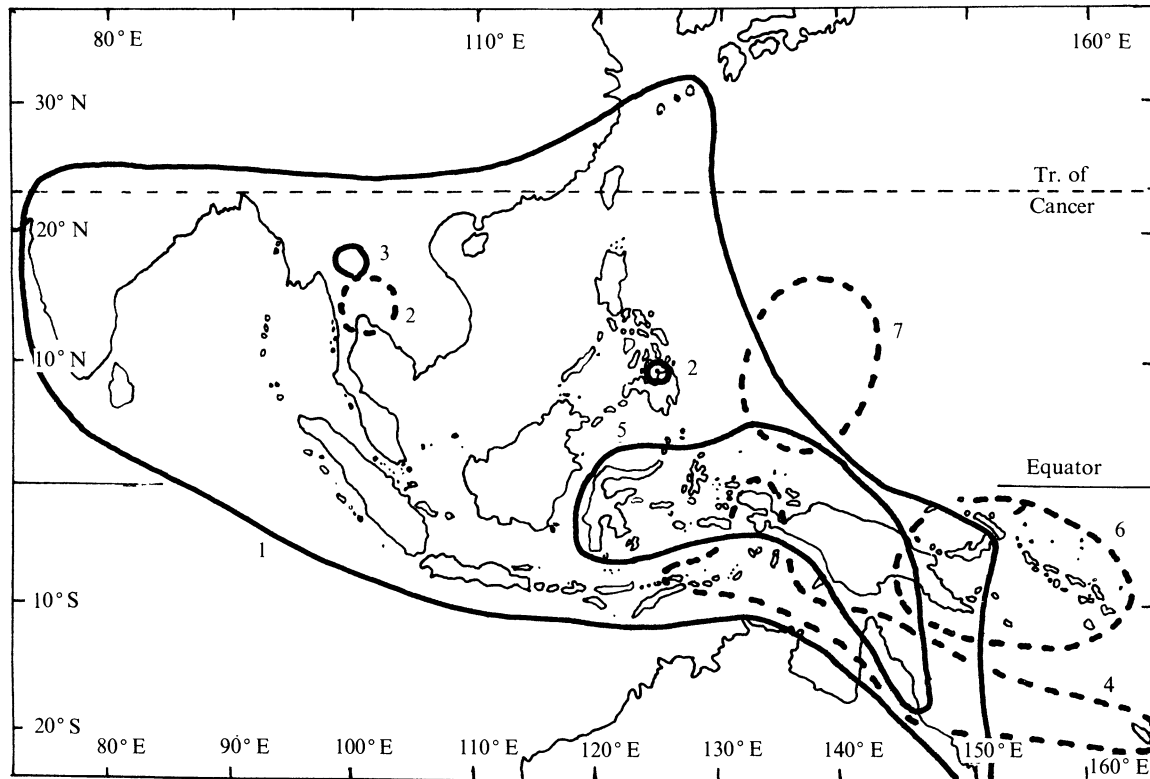 80° E
110° E
160° E
30° N
Tr. of
Cancer
20° N
3
2
7
10° N
2
5
Equator
6
1
10° S
4
20° S
80° E
90° E
100° E
110° E
120° E
130° E
140° E
150° E
160° E